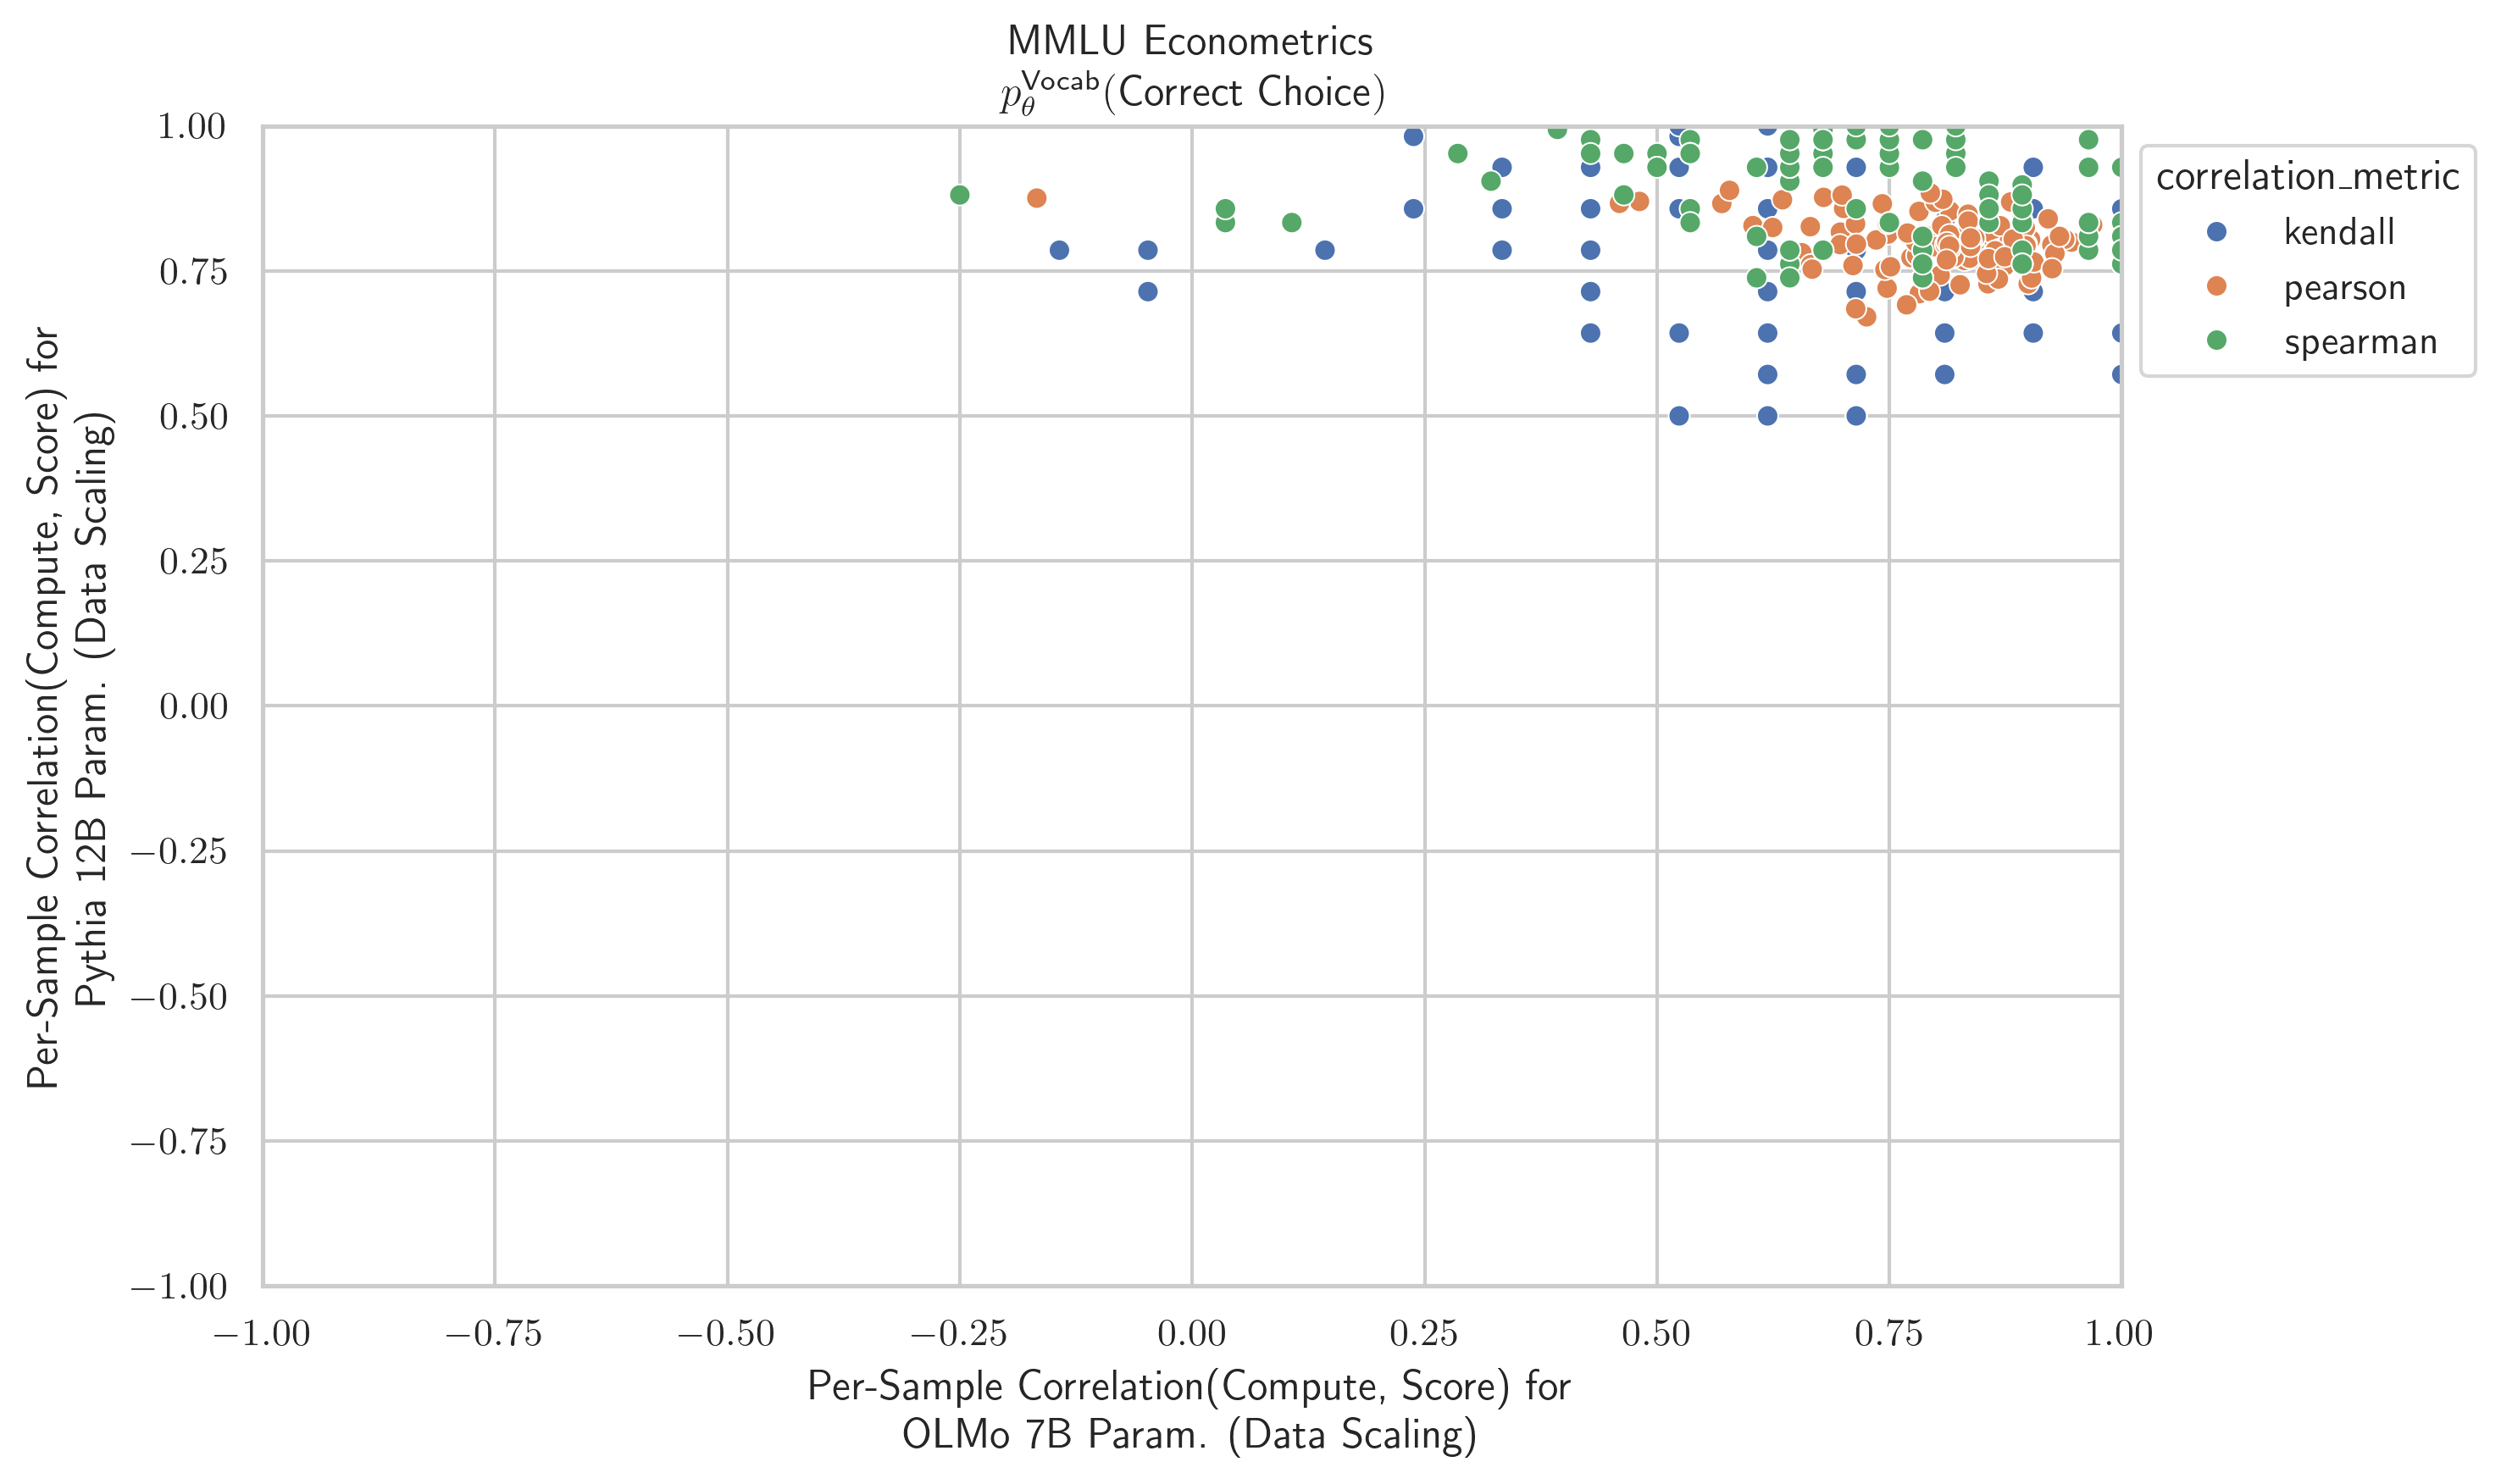 MMLU Econometrics
p_θ^Vocab(Correct Choice)
Per-Sample Correlation(Compute, Score) for
Pythia 12B Param. (Data Scaling)
1.00
0.75
0.50
0.25
0.00
−0.25
−0.50
−0.75
−1.00
−1.00 −0.75 −0.50 −0.25 0.00 0.25 0.50 0.75 1.00
Per-Sample Correlation(Compute, Score) for
OLMo 7B Param. (Data Scaling)
correlation_metric
kendall
pearson
spearman